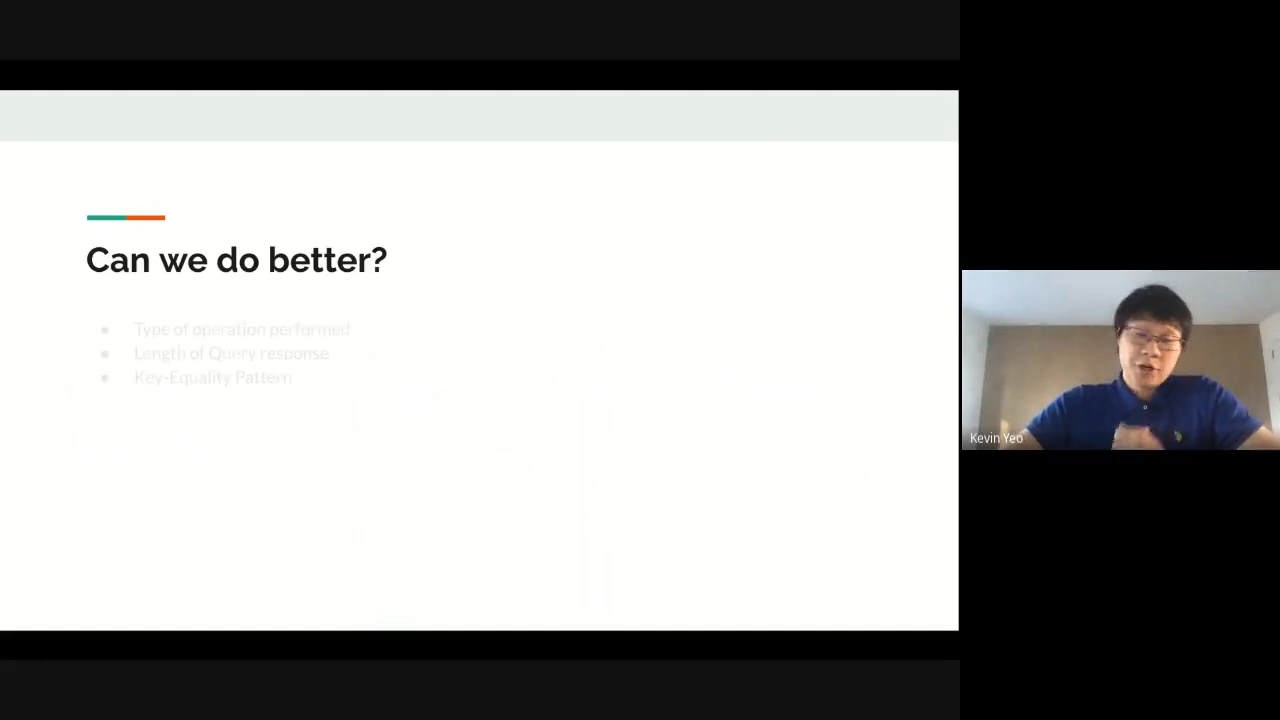 Can we do better?
● Type of operation performed
● Length of Query response
● Key-Equality Pattern
Kevin Yeo